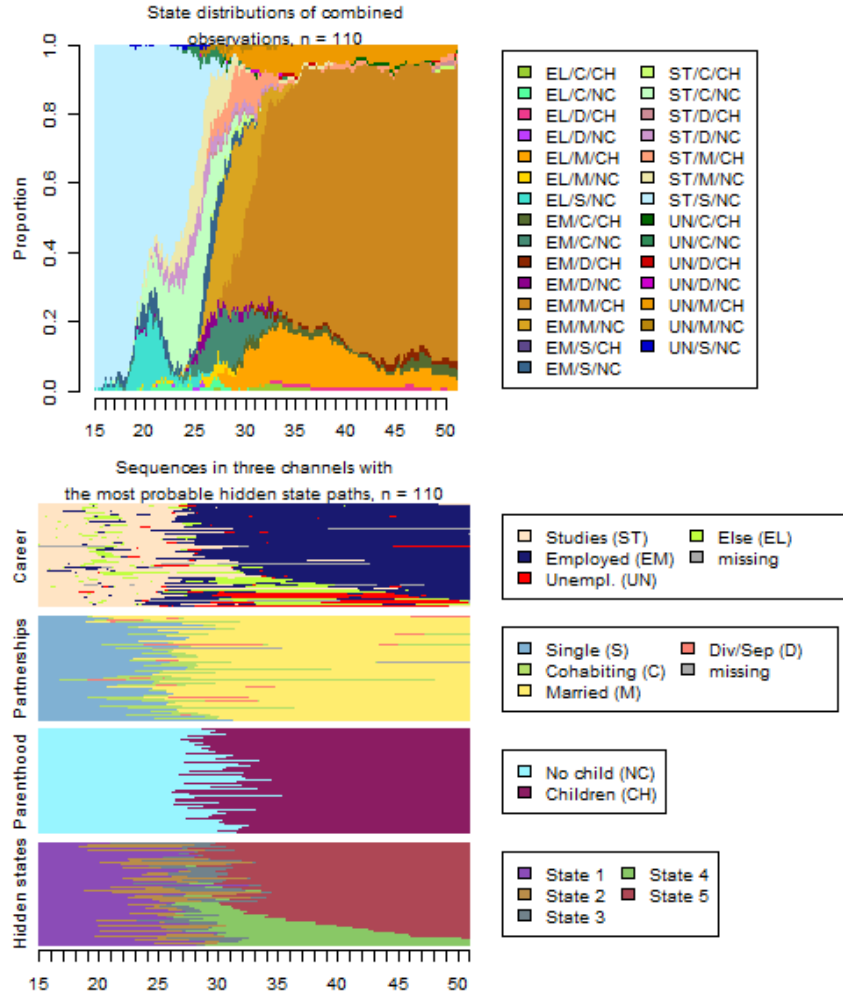 State distributions of combined
observations, n = 110
Proportion
0.0 0.2 0.4 0.6 0.8 1.0
15 20 25 30 35 40 45 50
EL/C/CH ST/C/CH
EL/C/NC ST/C/NC
EL/D/CH ST/D/CH
EL/D/NC ST/D/NC
EL/M/CH ST/M/CH
EL/M/NC ST/M/NC
EL/S/NC ST/S/NC
EM/C/CH UN/C/CH
EM/C/NC UN/C/NC
EM/D/CH UN/D/CH
EM/D/NC UN/D/NC
EM/M/CH UN/M/CH
EM/M/NC UN/M/NC
EM/S/CH UN/S/NC
EM/S/NC
Sequences in three channels with
the most probable hidden state paths, n = 110
Career
Studies (ST) Else (EL)
Employed (EM) missing
Unempl. (UN)
Partnerships
Single (S) Div/Sep (D)
Cohabiting (C) missing
Married (M)
Parenthood
No child (NC)
Children (CH)
Hidden states
State 1 State 4
State 2 State 5
State 3
15 20 25 30 35 40 45 50